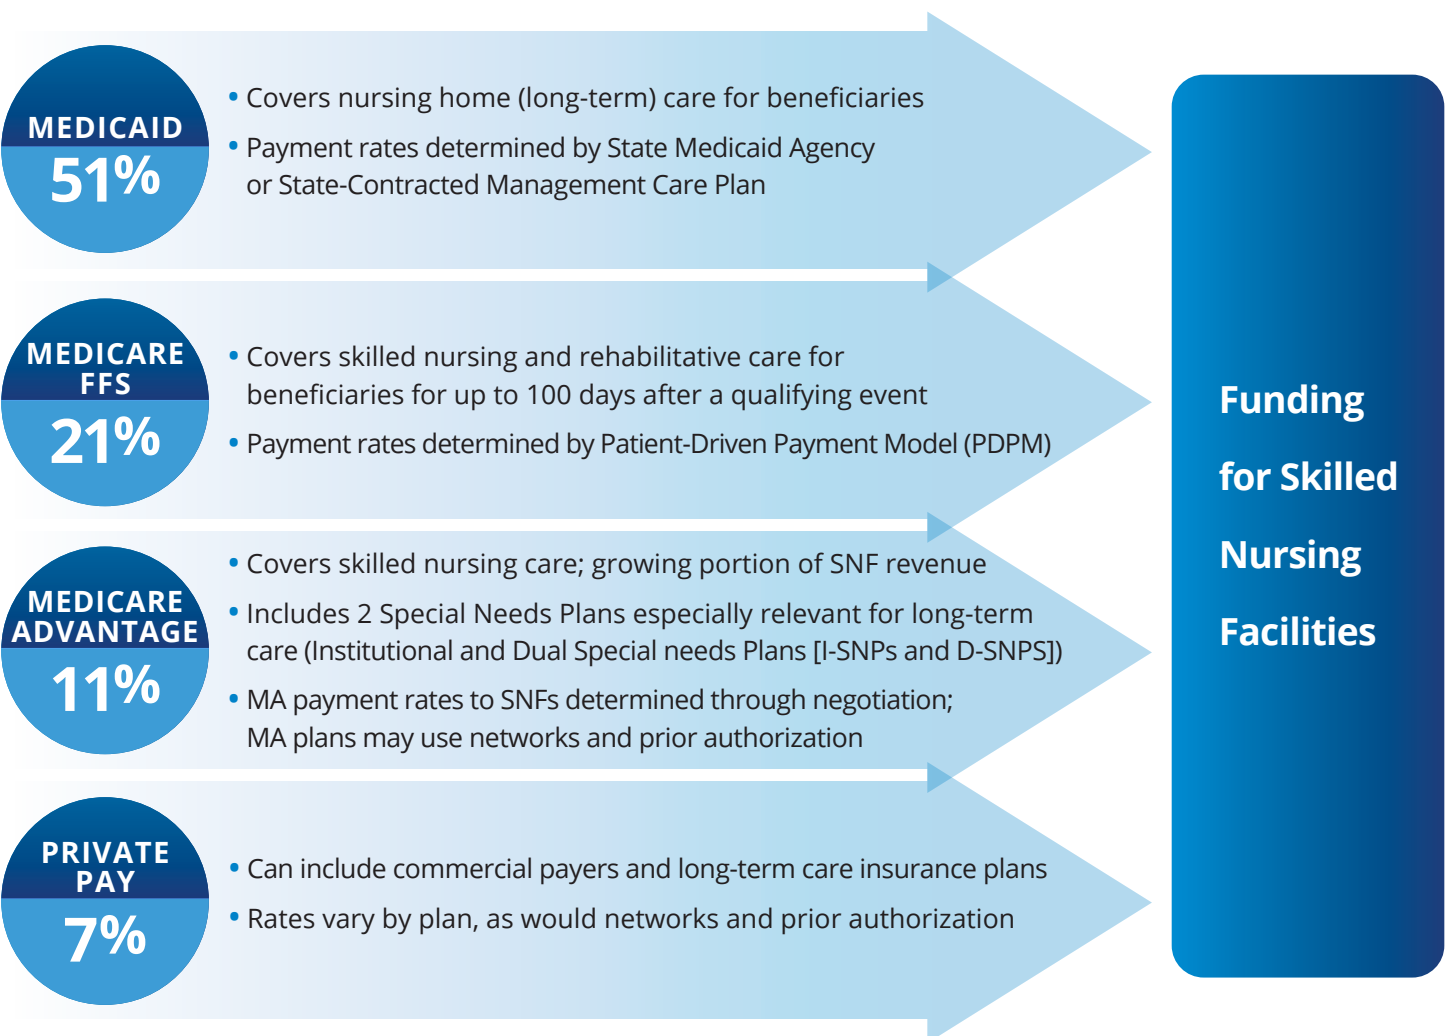 MEDICAID
51%
• Covers nursing home (long-term) care for beneficiaries
• Payment rates determined by State Medicaid Agency
or State-Contracted Management Care Plan
MEDICARE
FFS
21%
• Covers skilled nursing and rehabilitative care for
beneficiaries for up to 100 days after a qualifying event
• Payment rates determined by Patient-Driven Payment Model (PDPM)
MEDICARE
ADVANTAGE
11%
• Covers skilled nursing care; growing portion of SNF revenue
• Includes 2 Special Needs Plans especially relevant for long-term
care (Institutional and Dual Special needs Plans [I-SNPs and D-SNPS])
• MA payment rates to SNFs determined through negotiation;
MA plans may use networks and prior authorization
PRIVATE
PAY
7%
• Can include commercial payers and long-term care insurance plans
• Rates vary by plan, as would networks and prior authorization
Funding
for Skilled
Nursing
Facilities